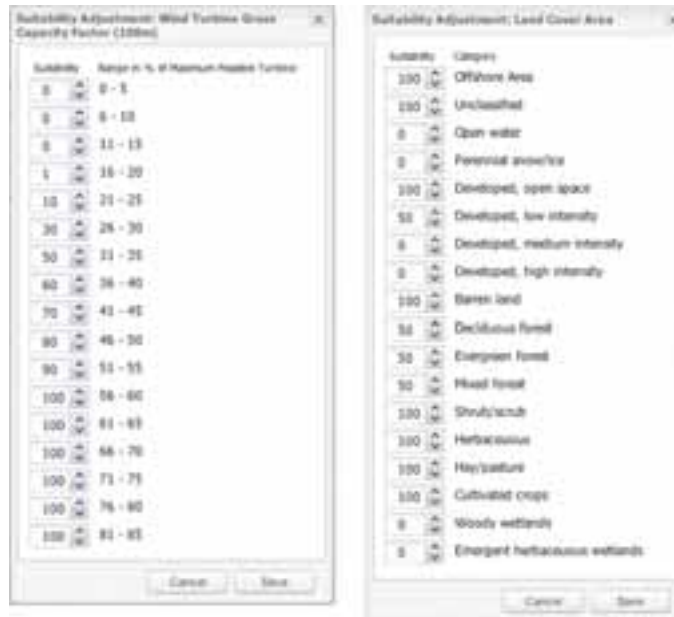 Suitability Adjustment: Wind Turbine Gross
Capacity Factor (100m)
Suitability Range in % of Maximum Possible Turbine
0 0 - 5
0 6 - 10
0 11 - 15
1 16 - 20
10 21 - 25
30 26 - 30
50 31 - 35
60 36 - 40
70 41 - 45
80 46 - 50
90 51 - 55
100 56 - 60
100 61 - 65
100 66 - 70
100 71 - 75
100 76 - 80
100 81 - 85
Cancel Save
Suitability Adjustment: Land Cover Area
Suitability Category
100 Offshore Area
100 Unclassified
0 Open water
0 Perennial snow/ice
100 Developed, open space
50 Developed, low intensity
0 Developed, medium intensity
0 Developed, high intensity
100 Barren land
50 Deciduous forest
50 Evergreen forest
50 Mixed forest
100 Shrub/scrub
100 Herbaceous
100 Hay/pasture
100 Cultivated crops
0 Woody wetlands
0 Emergent herbaceous wetlands
Cancel Save